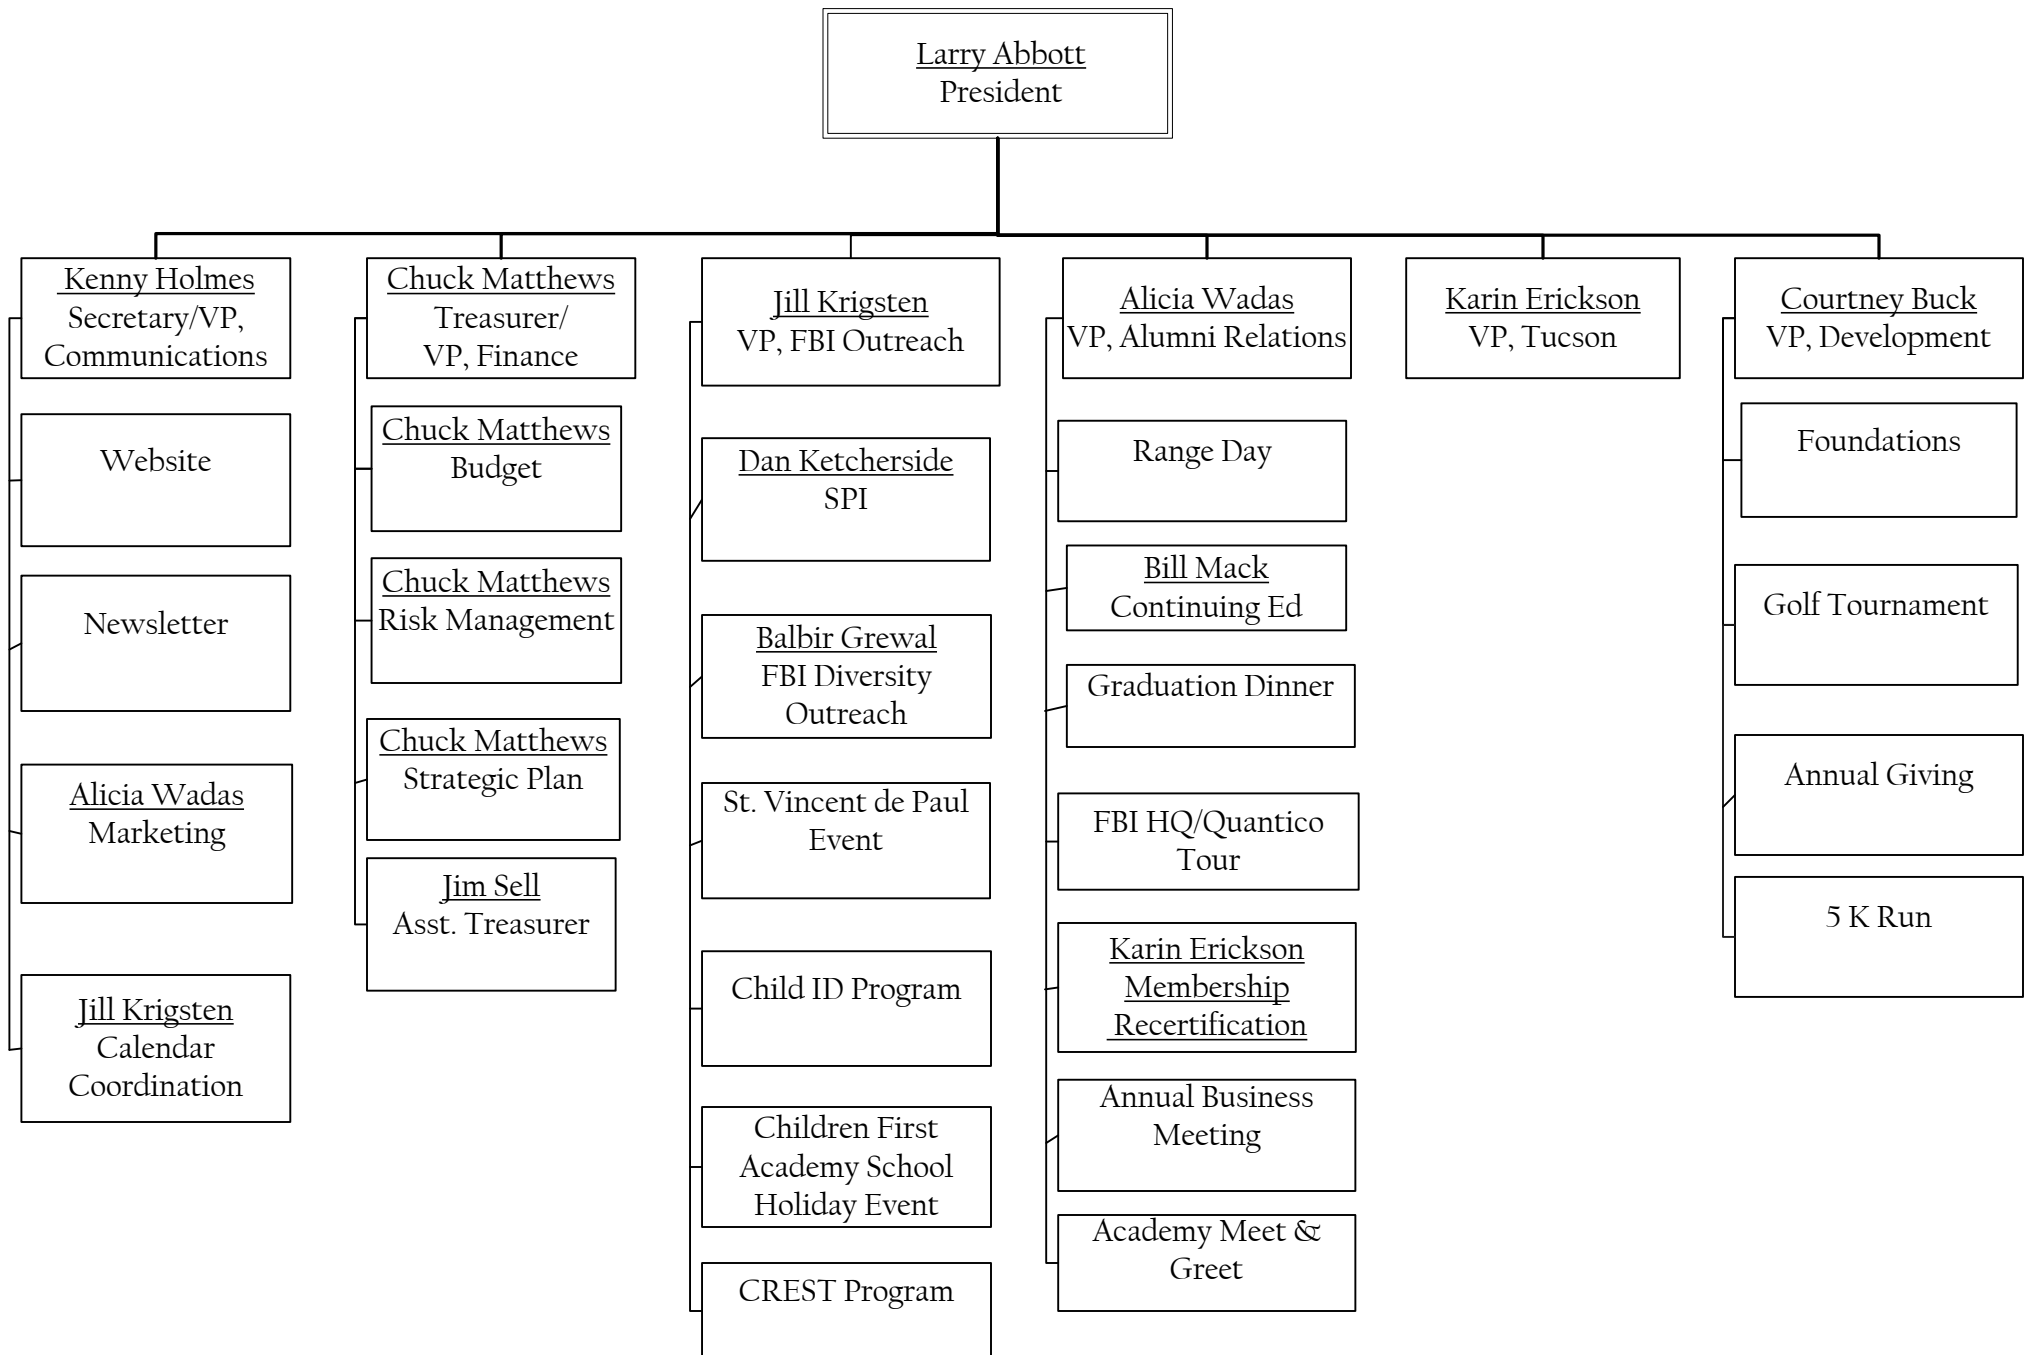 Larry Abbott
President
Kenny Holmes
Secretary/VP,
Communications
Website
Newsletter
Alicia Wadas
Marketing
Jill Krigsten
Calendar
Coordination
Chuck Matthews
Treasurer/
VP, Finance
Chuck Matthews
Budget
Chuck Matthews
Risk Management
Chuck Matthews
Strategic Plan
Jim Sell
Asst. Treasurer
Jill Krigsten
VP, FBI Outreach
Dan Ketcherside
SPI
Balbir Grewal
FBI Diversity
Outreach
St. Vincent de Paul
Event
Child ID Program
Children First
Academy School
Holiday Event
CREST Program
Alicia Wadas
VP, Alumni Relations
Range Day
Bill Mack
Continuing Ed
Graduation Dinner
FBI HQ/Quantico
Tour
Karin Erickson
Membership
Recertification
Annual Business
Meeting
Academy Meet &
Greet
Karin Erickson
VP, Tucson
Courtney Buck
VP, Development
Foundations
Golf Tournament
Annual Giving
5 K Run